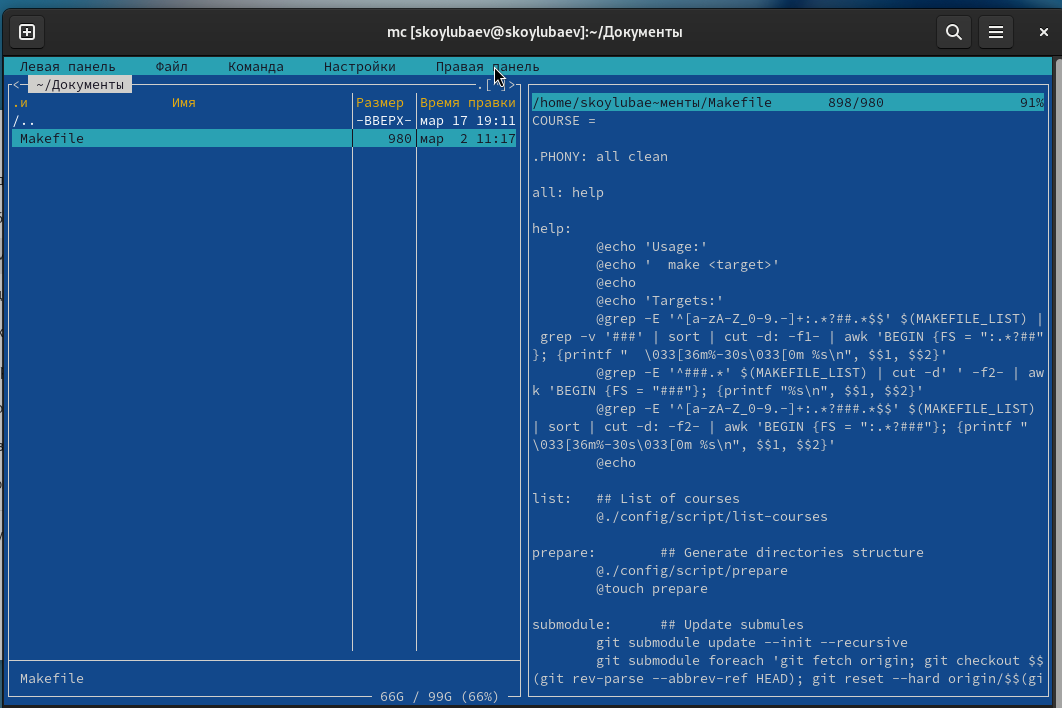 mc [skoylubaev@skoylubaev]:~/Документы
Левая панель Файл Команда Настройки Правая панель
<─ ~/Документы .[ ]>
.и Имя Размер Время правки
/.. -ВВЕРХ- мар 17 19:11
Makefile 980 мар  2 11:17
Makefile
66G / 99G (66%)
/home/skoylubae~менты/Makefile 898/980 91%
COURSE =
.PHONY: all clean
all: help
help:
@echo 'Usage:'
@echo '  make <target>'
@echo
@echo 'Targets:'
@grep -E '^[a-zA-Z_0-9.-]+:.*?##.*$$' $(MAKEFILE_LIST) |
grep -v '###' | sort | cut -d: -f1- | awk 'BEGIN {FS = ":.*?##"
}; {printf "  \033[36m%-30s\033[0m %s\n", $$1, $$2}'
@grep -E '^###.*' $(MAKEFILE_LIST) | cut -d' ' -f2- | aw
k 'BEGIN {FS = "###"}; {printf "%s\n", $$1, $$2}'
@grep -E '^[a-zA-Z_0-9.-]+:.*?###.*$$' $(MAKEFILE_LIST)
| sort | cut -d: -f2- | awk 'BEGIN {FS = ":.*?###"}; {printf "
\033[36m%-30s\033[0m %s\n", $$1, $$2}'
@echo
list:   ## List of courses
@./config/script/list-courses
prepare:        ## Generate directories structure
@./config/script/prepare
@touch prepare
submodule:      ## Update submules
git submodule update --init --recursive
git submodule foreach 'git fetch origin; git checkout $$
(git rev-parse --abbrev-ref HEAD); git reset --hard origin/$$(gi